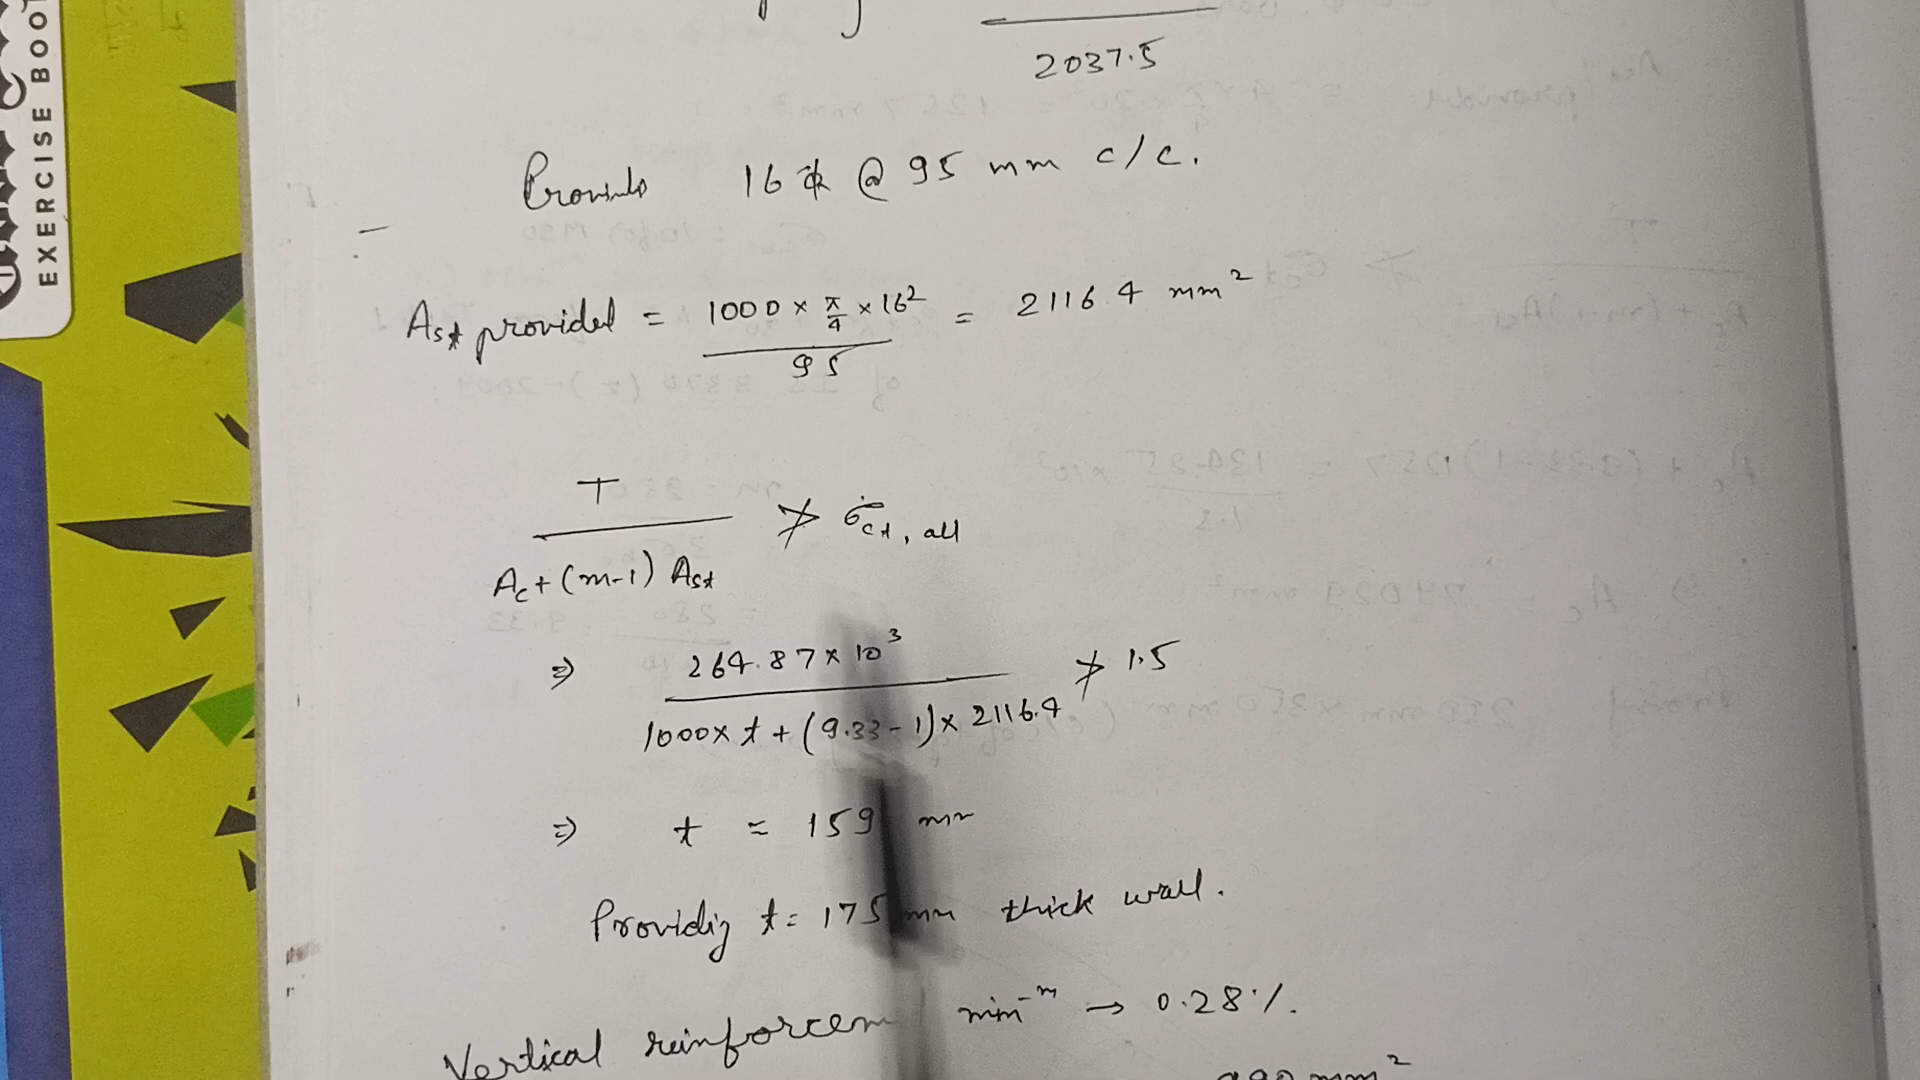 EXERCISE BOO
2037.5
Provide 16 ϕ @ 95 mm c/c.
Ast provided = 1000 × π/4 × 16² / 95 = 2116.4 mm²
T / Ac + (m-1) Ast ≯ σct, all
⇒ 264.87 × 10³ / 1000 × t + (9.33 - 1) × 2116.4 ≯ 1.5
⇒ t = 159 mm
Providig t = 175 mm thick wall.
Vertical reinforcem min^m → 0.28%.
mm²